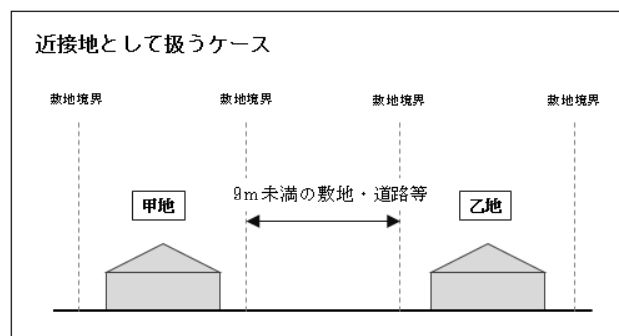 近接地として扱うケース
敷地境界
敷地境界
敷地境界
敷地境界
9m未満の敷地・道路等
甲地
乙地